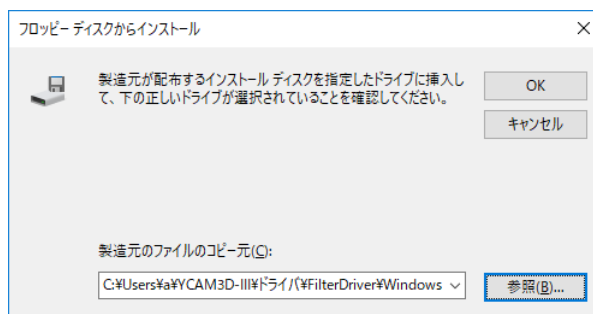 フロッピー ディスクからインストール
製造元が配布するインストール ディスクを指定したドライブに挿入し
て、下の正しいドライブが選択されていることを確認してください。
OK
キャンセル
製造元のファイルのコピー元(C):
C:¥Users¥a¥YCAM3D-III¥ドライバ¥FilterDriver¥Windows
参照(B)...